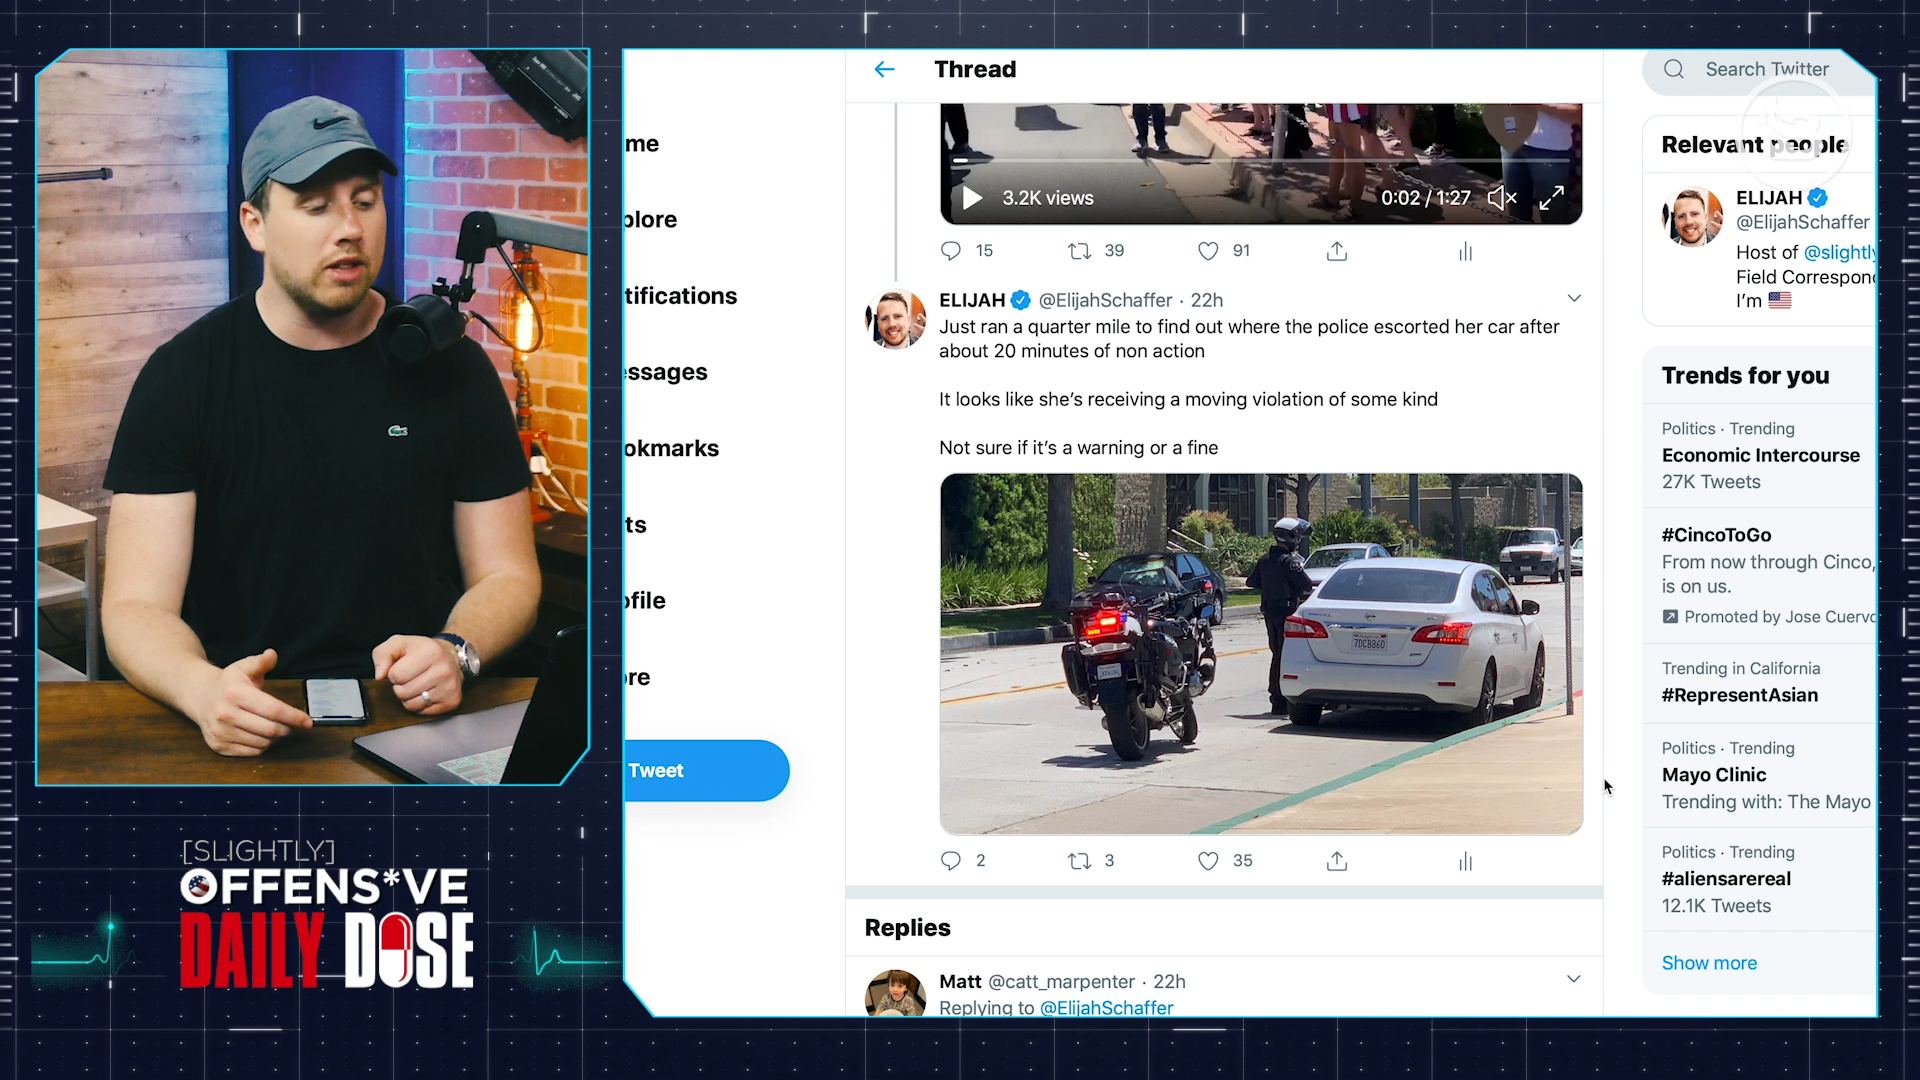 [SLIGHTLY]
OFFENS*VE
DAILY DOSE
me
plore
tifications
essages
okmarks
ts
ofile
ore
Tweet
Thread
3.2K views
0:02 / 1:27
15
39
91
ELIJAH @ElijahSchaffer · 22h
Just ran a quarter mile to find out where the police escorted her car after
about 20 minutes of non action
It looks like she’s receiving a moving violation of some kind
Not sure if it’s a warning or a fine
7DCB860
2
3
35
Replies
Matt @catt_marpenter · 22h
Replying to @ElijahSchaffer
Search Twitter
Relevant people
ELIJAH
@ElijahSchaffer
Host of @slightly
Field Correspon
I’m
Trends for you
Politics · Trending
Economic Intercourse
27K Tweets
#CincoToGo
From now through Cinco,
is on us.
Promoted by Jose Cuervo
Trending in California
#RepresentAsian
Politics · Trending
Mayo Clinic
Trending with: The Mayo
Politics · Trending
#aliensarereal
12.1K Tweets
Show more